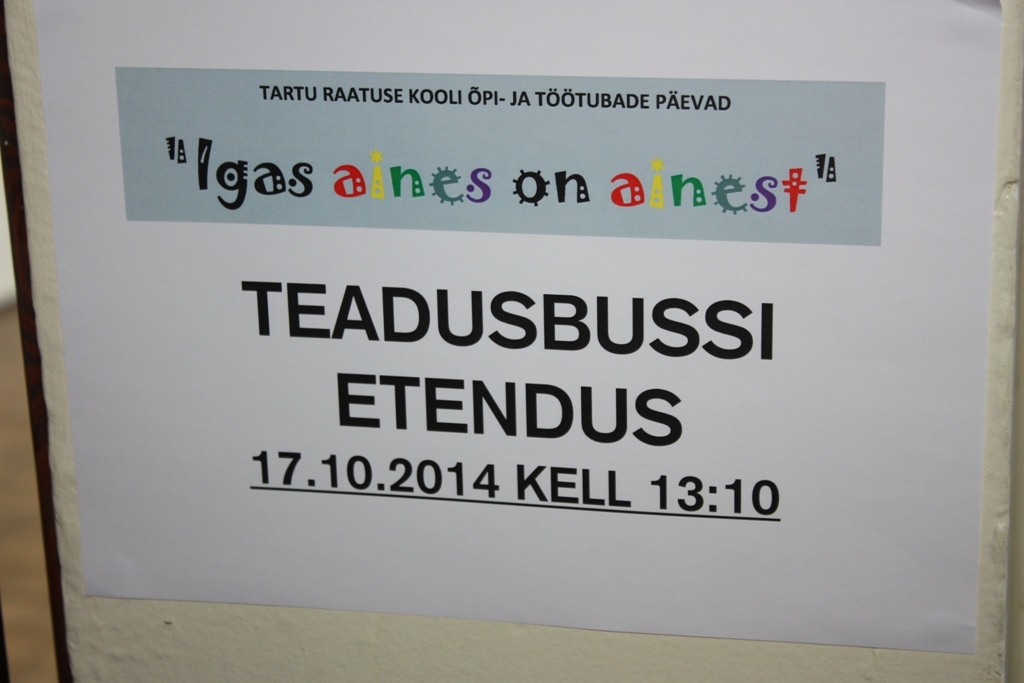 TARTU RAATUSE KOOLI ÕPI- JA TÖÖTUBADE PÄEVAD
"Igas aines on ainest"
TEADUSBUSSI
ETENDUS
17.10.2014 KELL 13:10